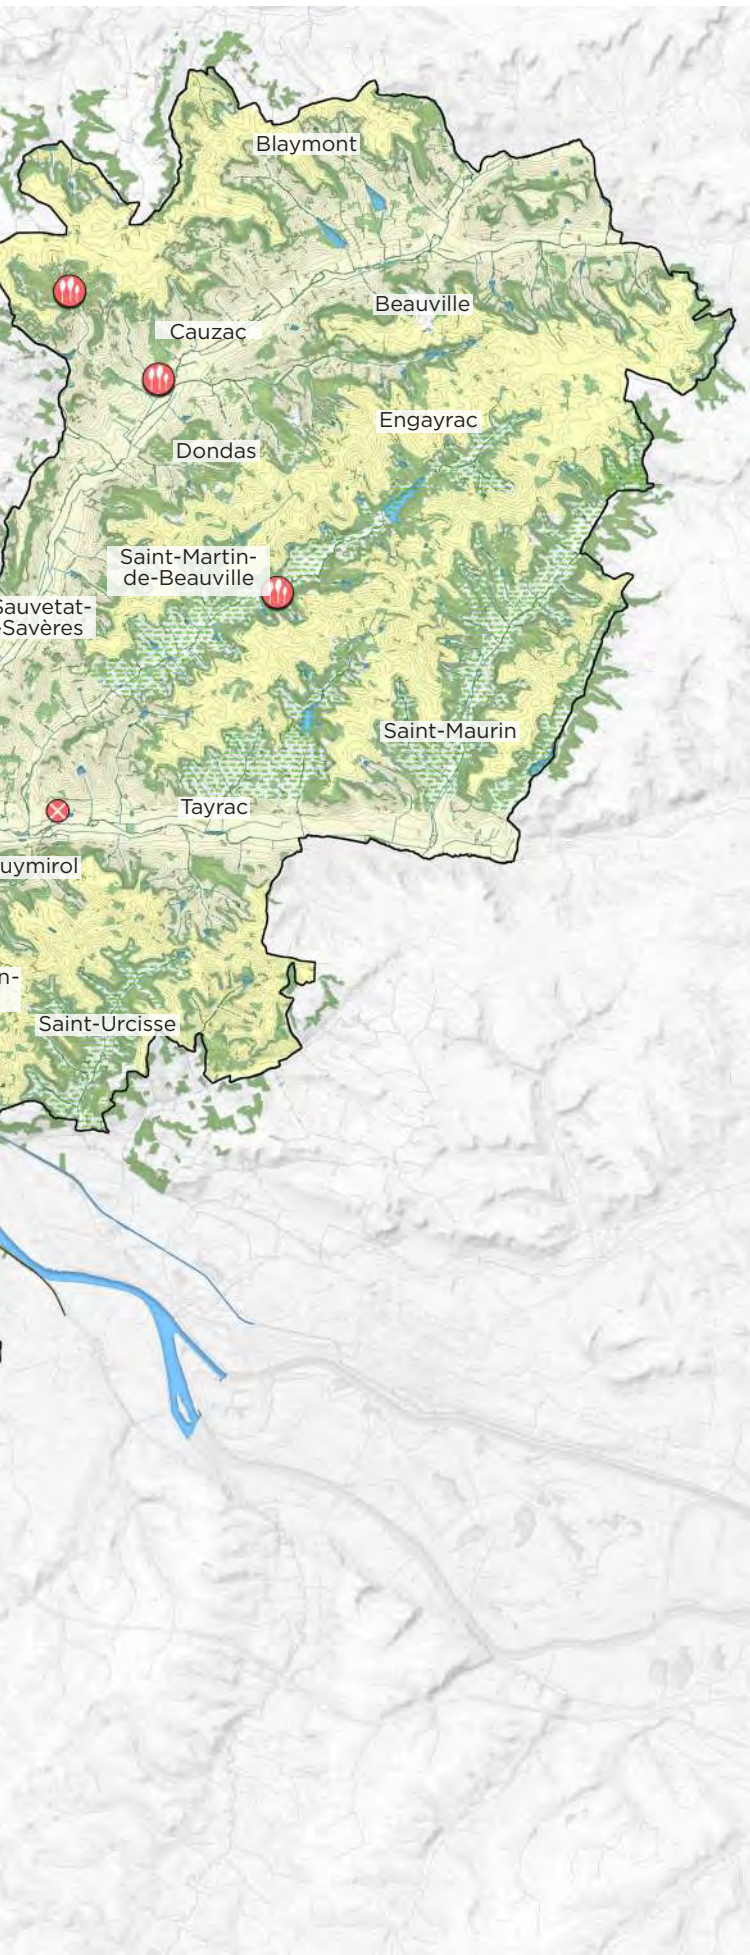 Blaymont
Beauville
Cauzac
Engayrac
Dondas
Saint-Martin-
de-Beauville
Sauvetat-
-Savères
Saint-Maurin
Tayrac
uymirol
n-
Saint-Urcisse